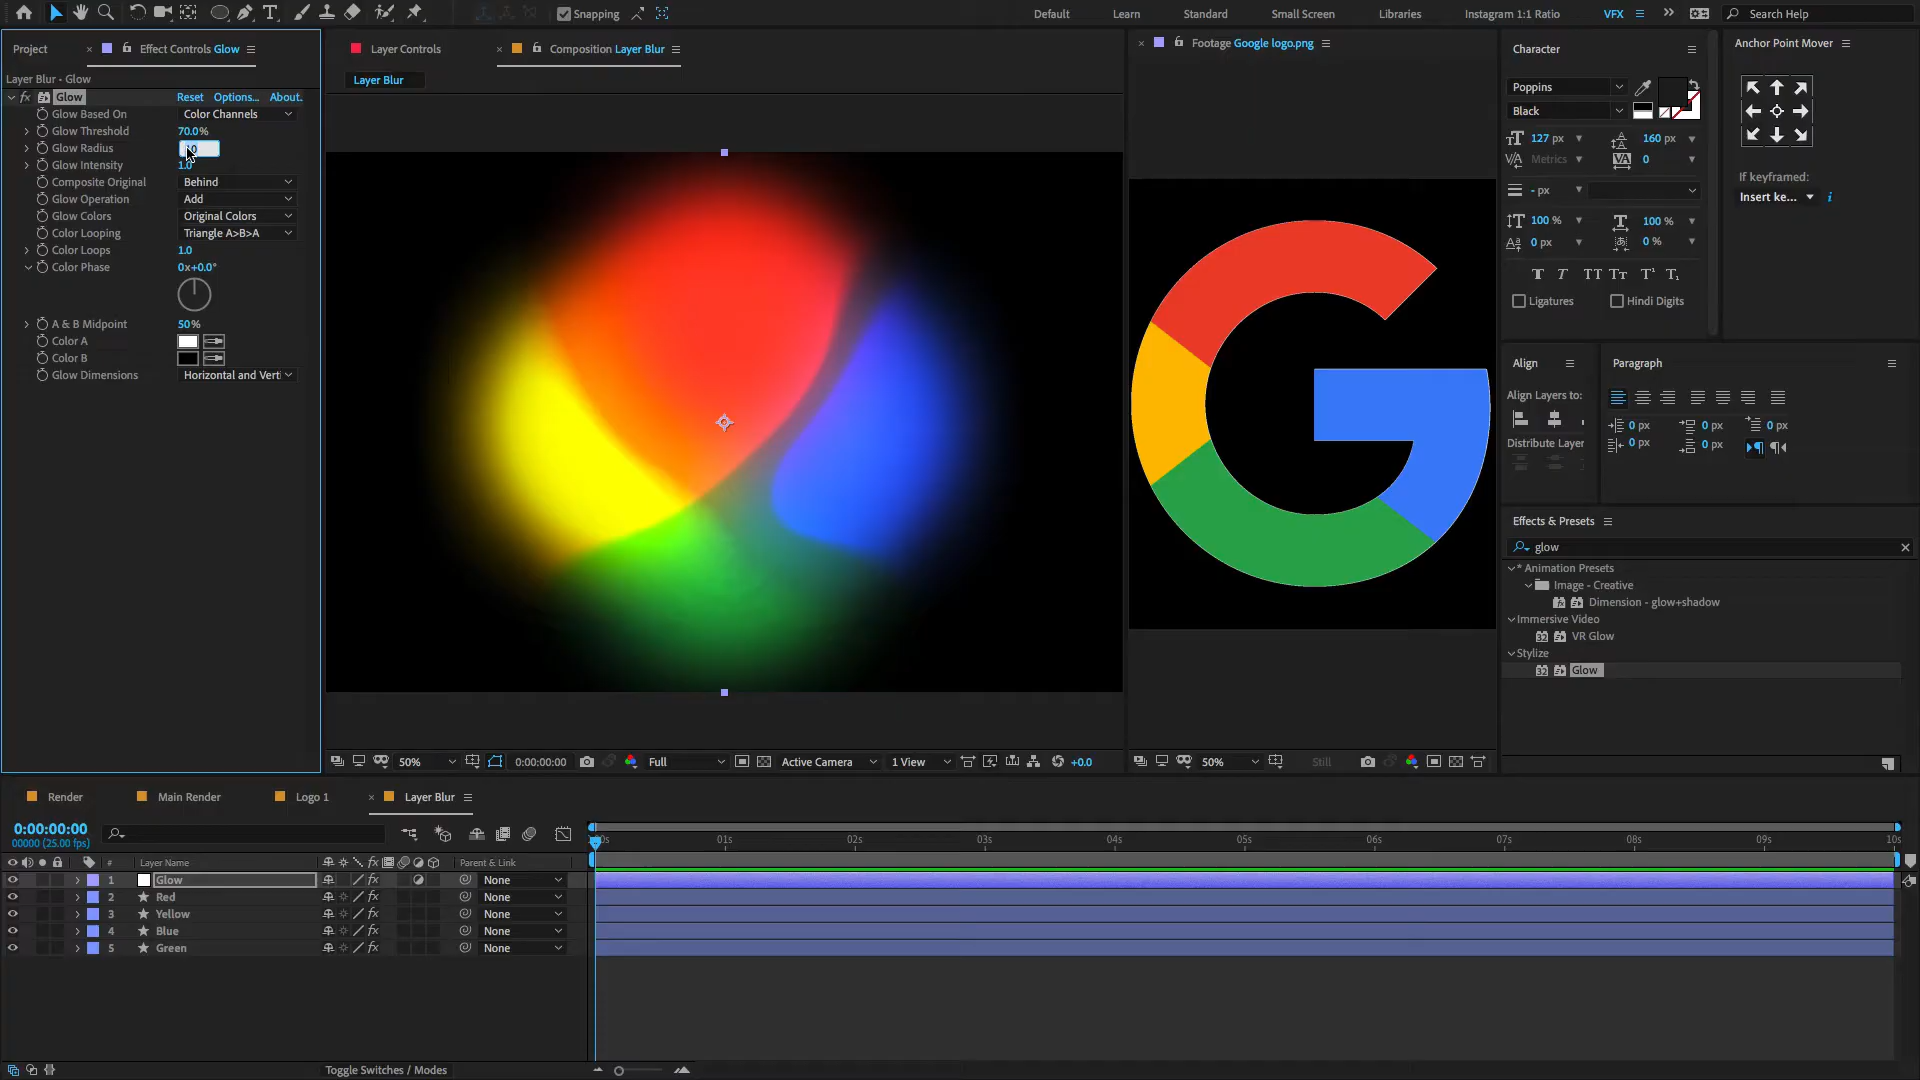 Snapping
Default
Learn
Standard
Small Screen
Libraries
Instagram 1:1 Ratio
VFX
Search Help
Project
Effect Controls Glow
Layer Controls
Composition Layer Blur
Footage Google logo.png
Character
Anchor Point Mover
Layer Blur - Glow
Layer Blur
fx Glow Reset Options... About.
Glow Based On Color Channels
Glow Threshold 70.0%
Glow Radius
Glow Intensity 1.0
Composite Original Behind
Glow Operation Add
Glow Colors Original Colors
Color Looping Triangle A>B>A
Color Loops 1.0
Color Phase 0x+0.0°
A & B Midpoint 50%
Color A
Color B
Glow Dimensions Horizontal and Verti
Poppins
Black
127 px 160 px
Metrics 0
- px
100 % 100 %
0 px 0 %
Ligatures Hindi Digits
If keyframed:
Insert ke...
Align
Paragraph
Align Layers to:
Distribute Layer
0 px 0 px 0 px
0 px 0 px
Effects & Presets
glow
* Animation Presets
Image - Creative
Dimension - glow+shadow
Immersive Video
VR Glow
Stylize
Glow
50% 0:00:00:00 Full Active Camera 1 View +0.0
50% Still
Render
Main Render
Logo 1
Layer Blur
0:00:00:00
00000 (25.00 fps)
01s 02s 03s 04s 05s 06s 07s 08s 09s 10s
# Layer Name Parent & Link
1 Glow None
2 Red None
3 Yellow None
4 Blue None
5 Green None
Toggle Switches / Modes